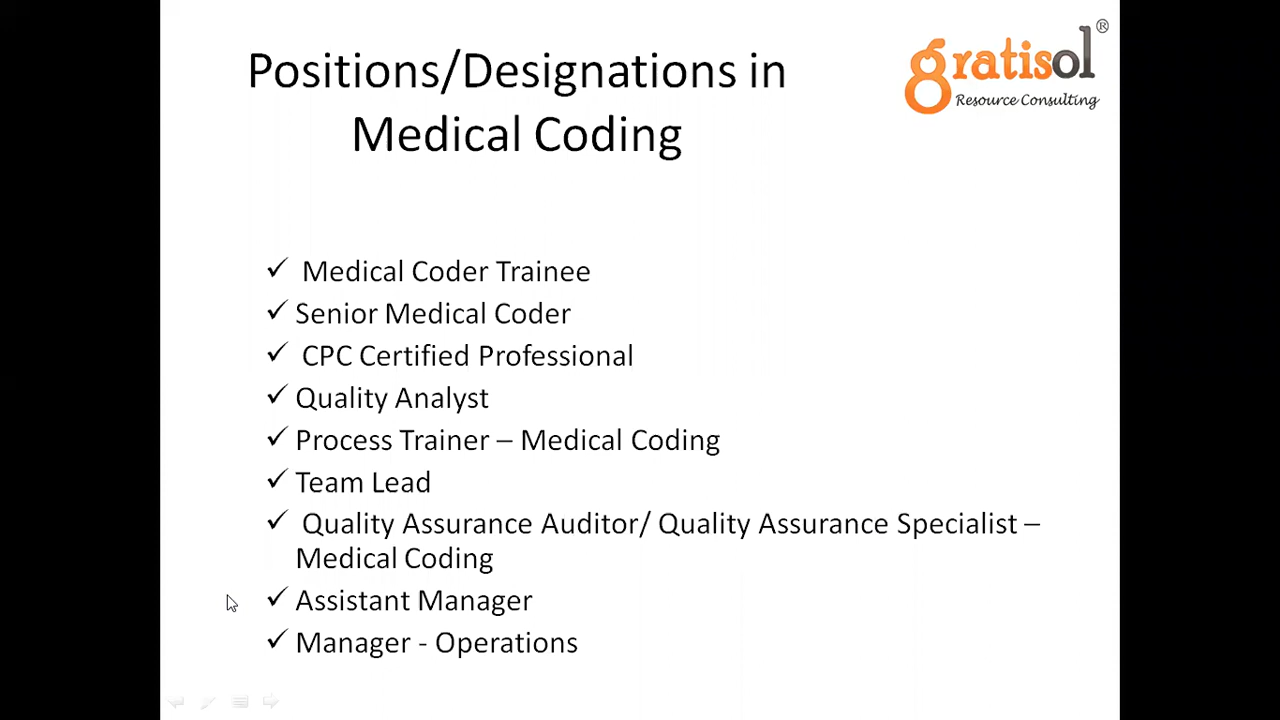 Positions/Designations in
Medical Coding
gratisol®
Resource Consulting
✓ Medical Coder Trainee
✓ Senior Medical Coder
✓ CPC Certified Professional
✓ Quality Analyst
✓ Process Trainer – Medical Coding
✓ Team Lead
✓ Quality Assurance Auditor/ Quality Assurance Specialist –
Medical Coding
✓ Assistant Manager
✓ Manager - Operations